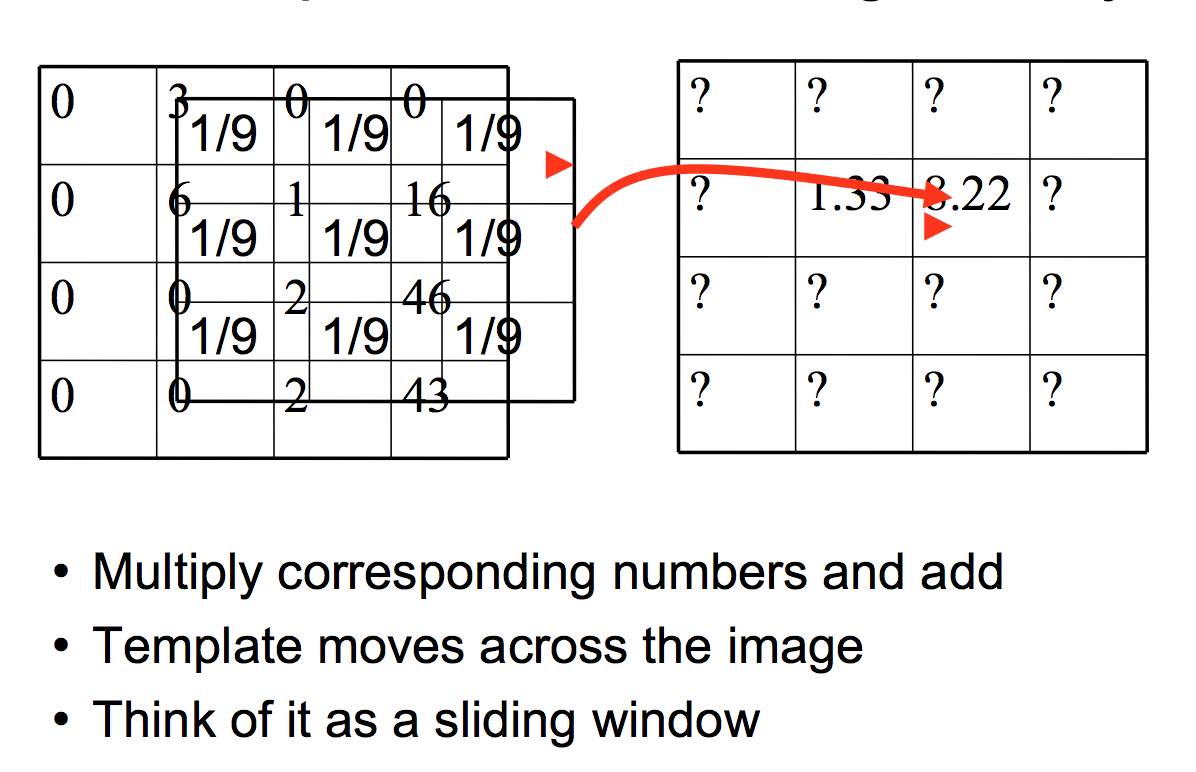 0 3 0 0
1/9 1/9 1/9
0 6 1 16
1/9 1/9 1/9
0 0 2 46
1/9 1/9 1/9
0 0 2 43
? ? ? ?
? 1.33 8.22 ?
? ? ? ?
? ? ? ?
• Multiply corresponding numbers and add
• Template moves across the image
• Think of it as a sliding window